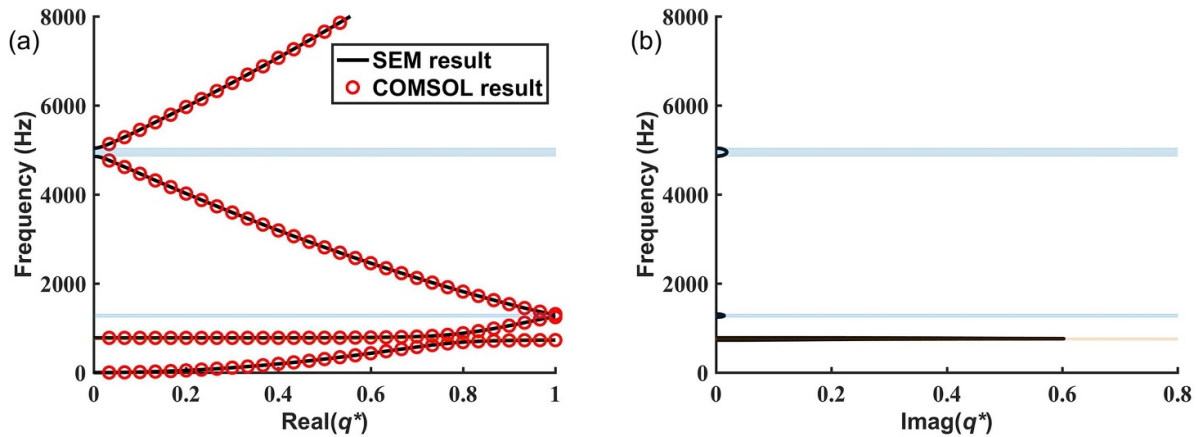 (a)
8000
6000
4000
2000
0
Frequency (Hz)
SEM result
COMSOL result
0 0.2 0.4 0.6 0.8 1
Real(q*)
(b)
8000
6000
4000
2000
0
Frequency (Hz)
0 0.2 0.4 0.6 0.8
Imag(q*)